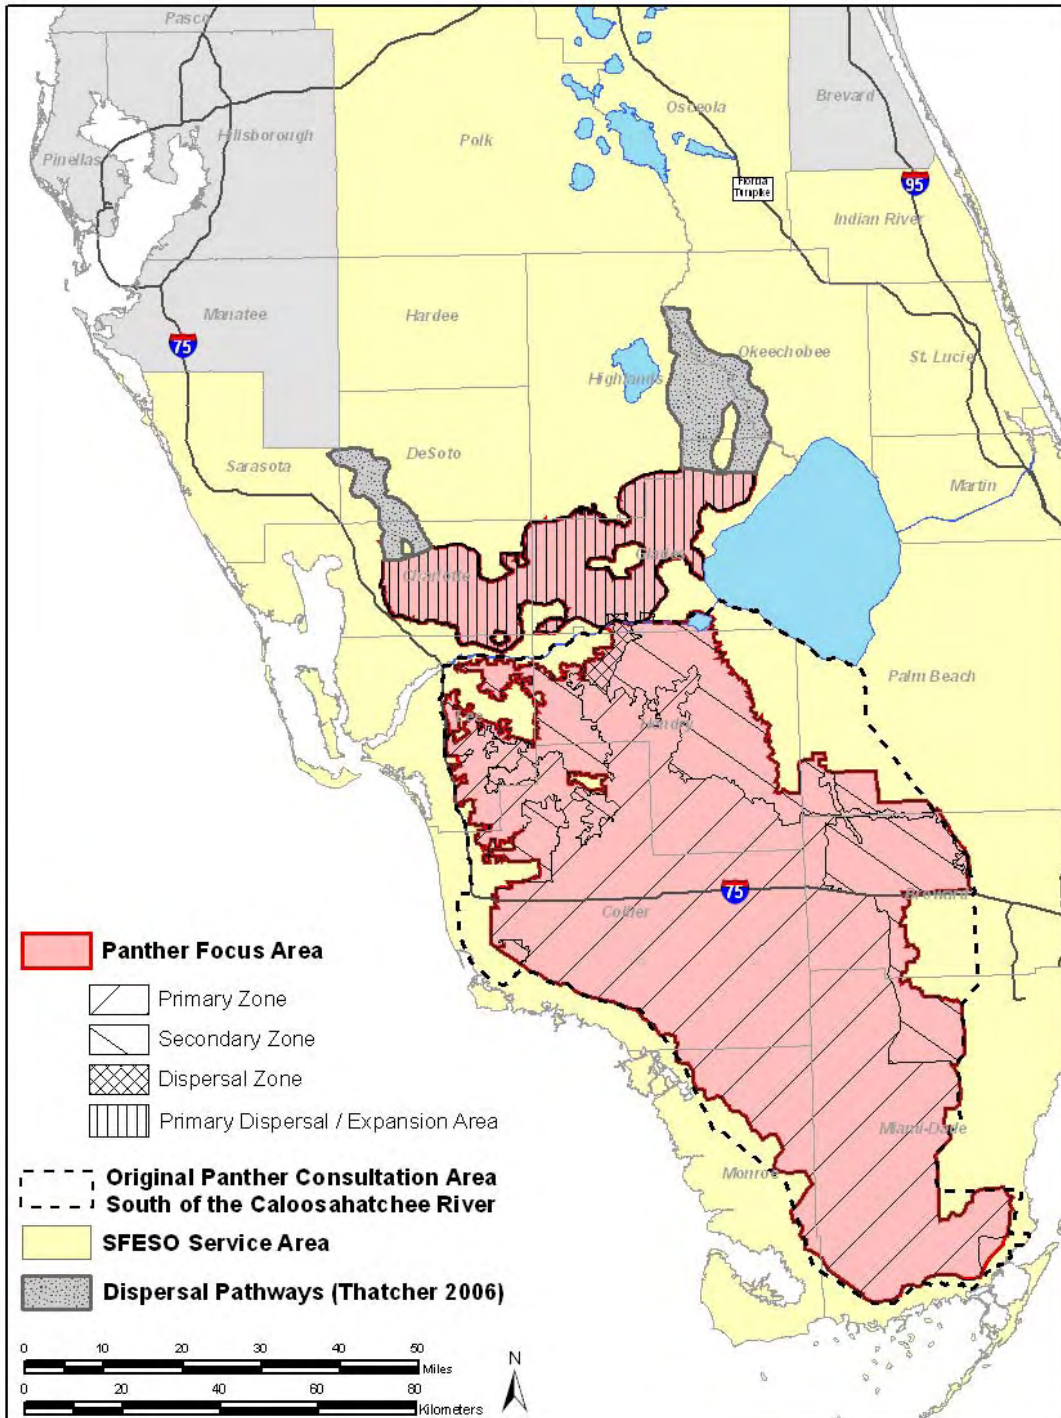 Pasco
Osceola
Brevard
Hillsborough
Polk
Pinellas
Florida
Turnpike
95
Indian River
Manatee
Hardee
75
Okeechobee
St. Lucie
Highlands
DeSoto
Sarasota
Martin
Glades
Charlotte
Palm Beach
Lee
Hendry
75
Broward
Collier
Panther Focus Area
Primary Zone
Secondary Zone
Dispersal Zone
Primary Dispersal / Expansion Area
Miami-Dade
Monroe
Original Panther Consultation Area
South of the Caloosahatchee River
SFESO Service Area
Dispersal Pathways (Thatcher 2006)
0 10 20 30 40 50
Miles
0 20 40 60 80
Kilometers
N